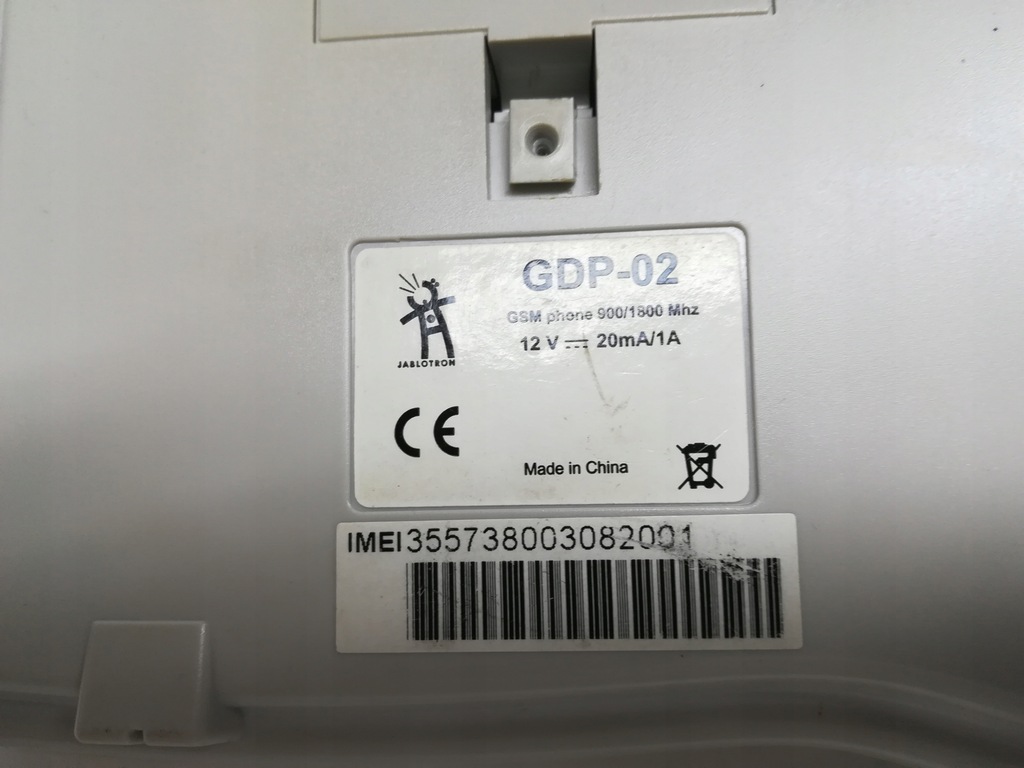 GDP-02
GSM phone 900/1800 Mhz
12 V 20mA/1A
JABLOTRON
CE
Made in China
IMEI355738003082001